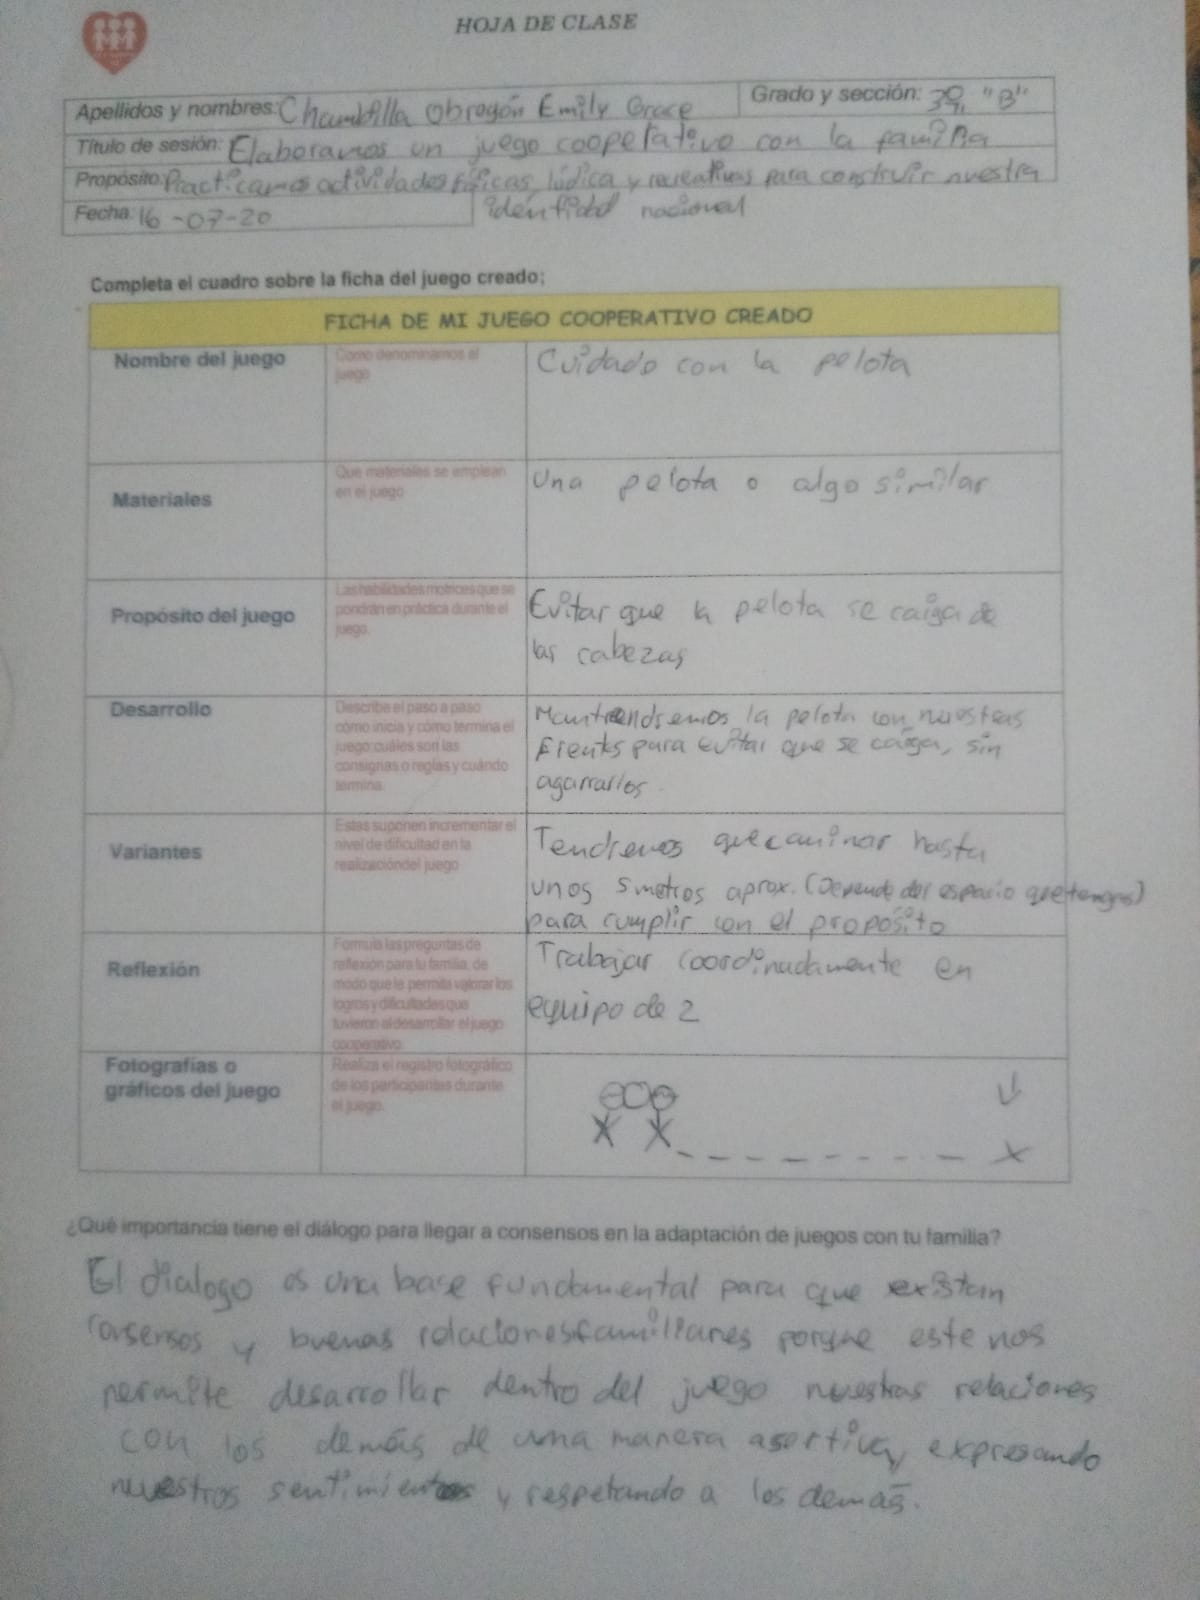 HOJA DE CLASE
Apellidos y nombres: Chambilla Obregón Emily Grace
Grado y sección: 3º "B"
Título de sesión: Elaboramos un juego cooperativo con la familia
Propósito: Practicamos actividades físicas, lúdica y recreativas para construir nuestra
identidad nacional
Fecha: 16-07-20
Completa el cuadro sobre la ficha del juego creado;
FICHA DE MI JUEGO COOPERATIVO CREADO
Nombre del juego
Como denominamos al
juego
Cuidado con la pelota
Materiales
Que materiales se emplean
en el juego
Una pelota o algo similar
Propósito del juego
Las habilidades motrices que se
pondrán en práctica durante el
juego.
Evitar que la pelota se caiga de
las cabezas
Desarrollo
Describe el paso a paso
cómo inicia y cómo termina el
juego: cuáles son las
consignas o reglas y cuándo
termina.
Mantendremos la pelota con nuestras
frentes para evitar que se caiga, sin
agarrarlos.
Variantes
Estas suponen incrementar el
nivel de dificultad en la
realización del juego
Tendremos que caminar hasta
unos 5 metros aprox. (Depende del espacio que tengas)
para cumplir con el propósito
Reflexión
Formula las preguntas de
reflexión para tu familia, de
modo que le permita valorar los
logros y dificultades que
tuvieron al desarrollar el juego
cooperativo.
Trabajar coordinadamente en
equipo de 2
Fotografías o
gráficos del juego
Realiza el registro fotográfico
de los participantes durante
el juego.
¿Qué importancia tiene el diálogo para llegar a consensos en la adaptación de juegos con tu familia?
El dialogo es una base fundamental para que existan
consensos y buenas relaciones familiares porque este nos
permite desarrollar dentro del juego nuestras relaciones
con los demás de una manera asertiva, expresando
nuestros sentimientos y respetando a los demás.